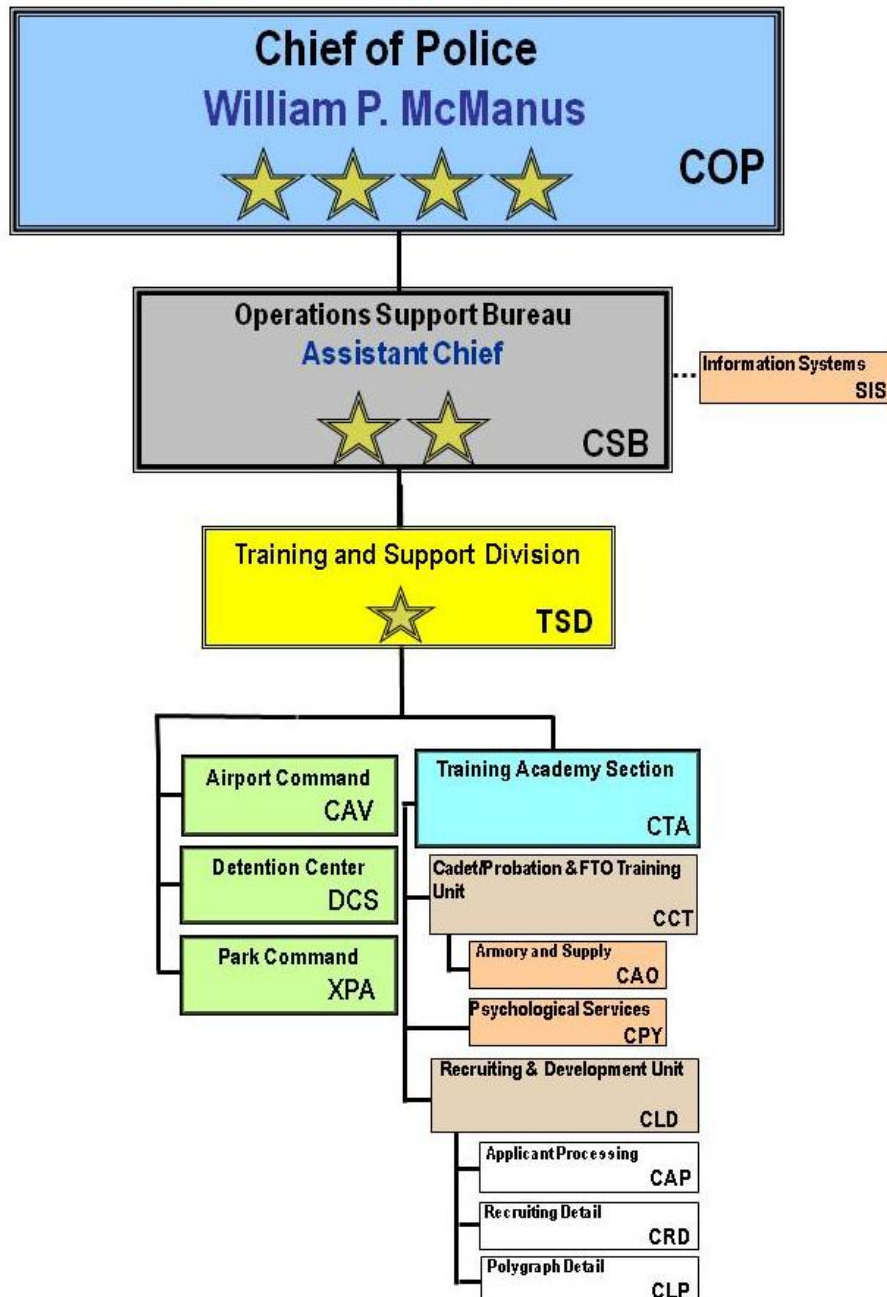 Chief of Police
William P. McManus
COP
Operations Support Bureau
Assistant Chief
CSB
Information Systems
SIS
Training and Support Division
TSD
Airport Command
CAV
Detention Center
DCS
Park Command
XPA
Training Academy Section
CTA
Cadet/Probation & FTO Training
Unit
CCT
Armory and Supply
CAO
Psychological Services
CPY
Recruiting & Development Unit
CLD
Applicant Processing
CAP
Recruiting Detail
CRD
Polygraph Detail
CLP